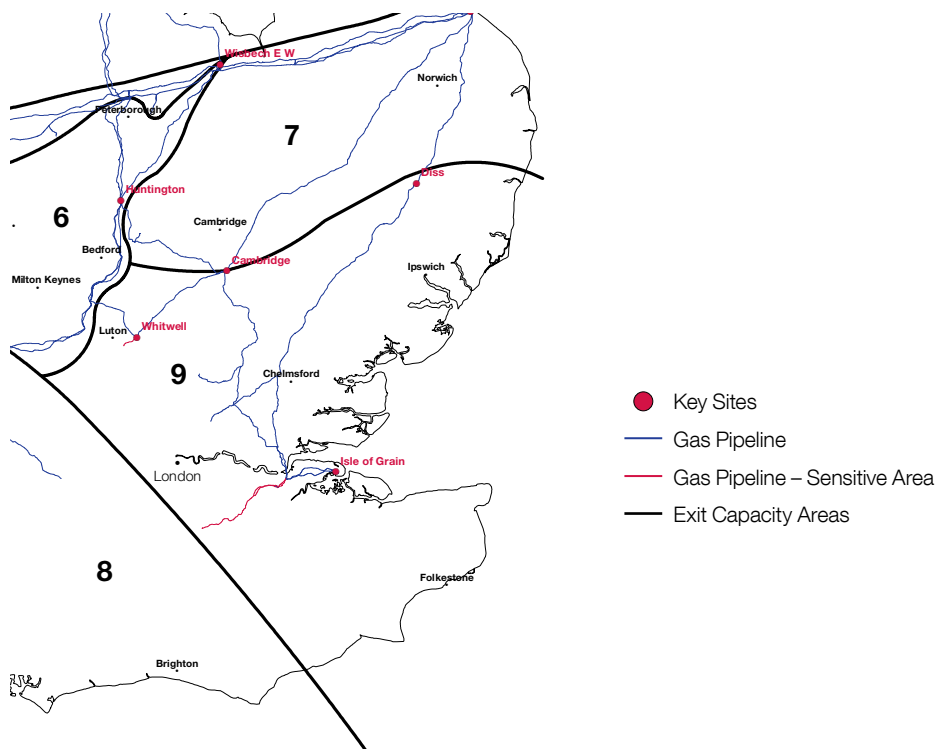 Wisbech E W
Norwich
Peterborough
7
Diss
Huntington
6
Cambridge
Bedford
Cambridge
Ipswich
Milton Keynes
Luton
Whitwell
9
Chelmsford
Key Sites
Gas Pipeline
Isle of Grain
London
Gas Pipeline – Sensitive Area
Exit Capacity Areas
8
Folkestone
Brighton